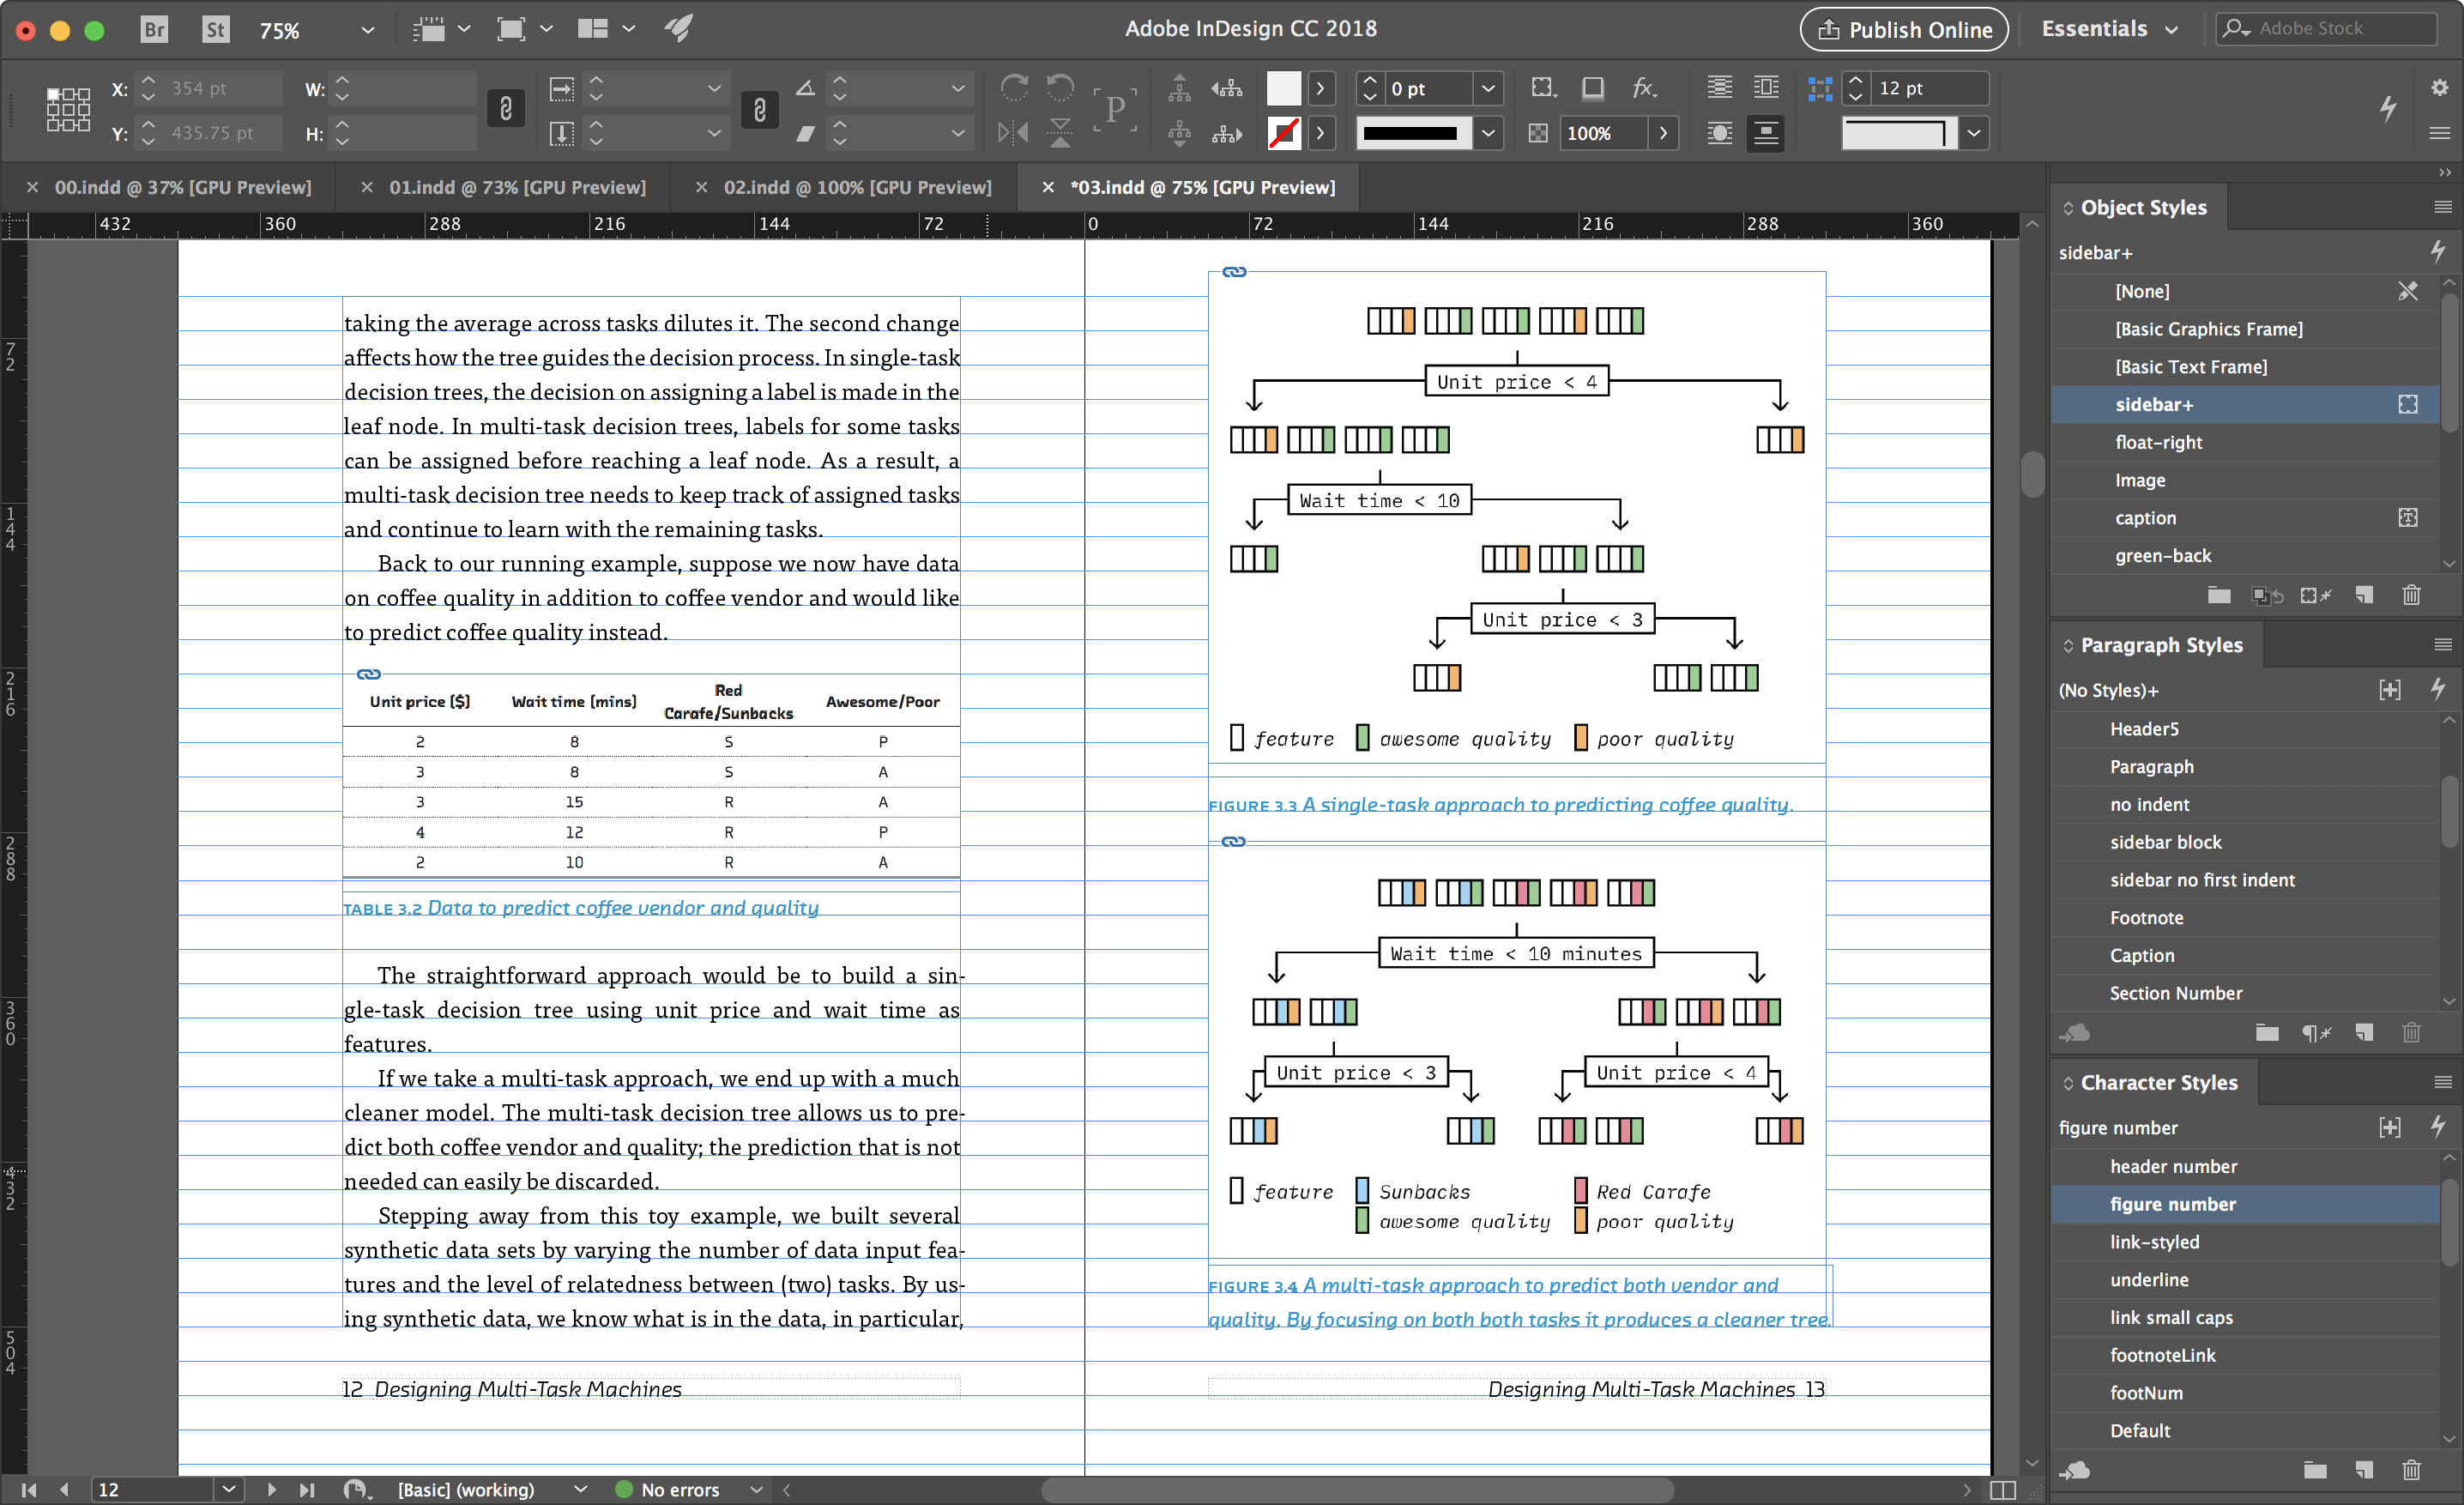 Br
St
75%
Adobe InDesign CC 2018
Publish Online
Essentials
Adobe Stock
X: 354 pt
W:
0 pt
fx
12 pt
Y: 435.75 pt
H:
P
100%
00.indd @ 37% [GPU Preview]
01.indd @ 73% [GPU Preview]
02.indd @ 100% [GPU Preview]
*03.indd @ 75% [GPU Preview]
432 360 288 216 144 72 0 72 144 216 288 360
72
144
216
288
360
432
504
taking the average across tasks dilutes it. The second change
affects how the tree guides the decision process. In single-task
decision trees, the decision on assigning a label is made in the
leaf node. In multi-task decision trees, labels for some tasks
can be assigned before reaching a leaf node. As a result, a
multi-task decision tree needs to keep track of assigned tasks
and continue to learn with the remaining tasks.
Back to our running example, suppose we now have data
on coffee quality in addition to coffee vendor and would like
to predict coffee quality instead.
Unit price ($) Wait time (mins) Red Carafe/Sunbacks Awesome/Poor
2 8 S P
3 8 S A
3 15 R A
4 12 R P
2 10 R A
TABLE 3.2 Data to predict coffee vendor and quality
The straightforward approach would be to build a sin-
gle-task decision tree using unit price and wait time as
features.
If we take a multi-task approach, we end up with a much
cleaner model. The multi-task decision tree allows us to pre-
dict both coffee vendor and quality; the prediction that is not
needed can easily be discarded.
Stepping away from this toy example, we built several
synthetic data sets by varying the number of data input fea-
tures and the level of relatedness between (two) tasks. By us-
ing synthetic data, we know what is in the data, in particular,
12 Designing Multi-Task Machines
Unit price < 4
Wait time < 10
Unit price < 3
feature awesome quality poor quality
FIGURE 3.3 A single-task approach to predicting coffee quality.
Wait time < 10 minutes
Unit price < 3
Unit price < 4
feature Sunbacks Red Carafe
awesome quality poor quality
FIGURE 3.4 A multi-task approach to predict both vendor and
quality. By focusing on both both tasks it produces a cleaner tree.
Designing Multi-Task Machines 13
Object Styles
sidebar+
[None]
[Basic Graphics Frame]
[Basic Text Frame]
sidebar+
float-right
Image
caption
green-back
Paragraph Styles
(No Styles)+
Header5
Paragraph
no indent
sidebar block
sidebar no first indent
Footnote
Caption
Section Number
Character Styles
figure number
header number
figure number
link-styled
underline
link small caps
footnoteLink
footNum
Default
12
[Basic] (working)
No errors